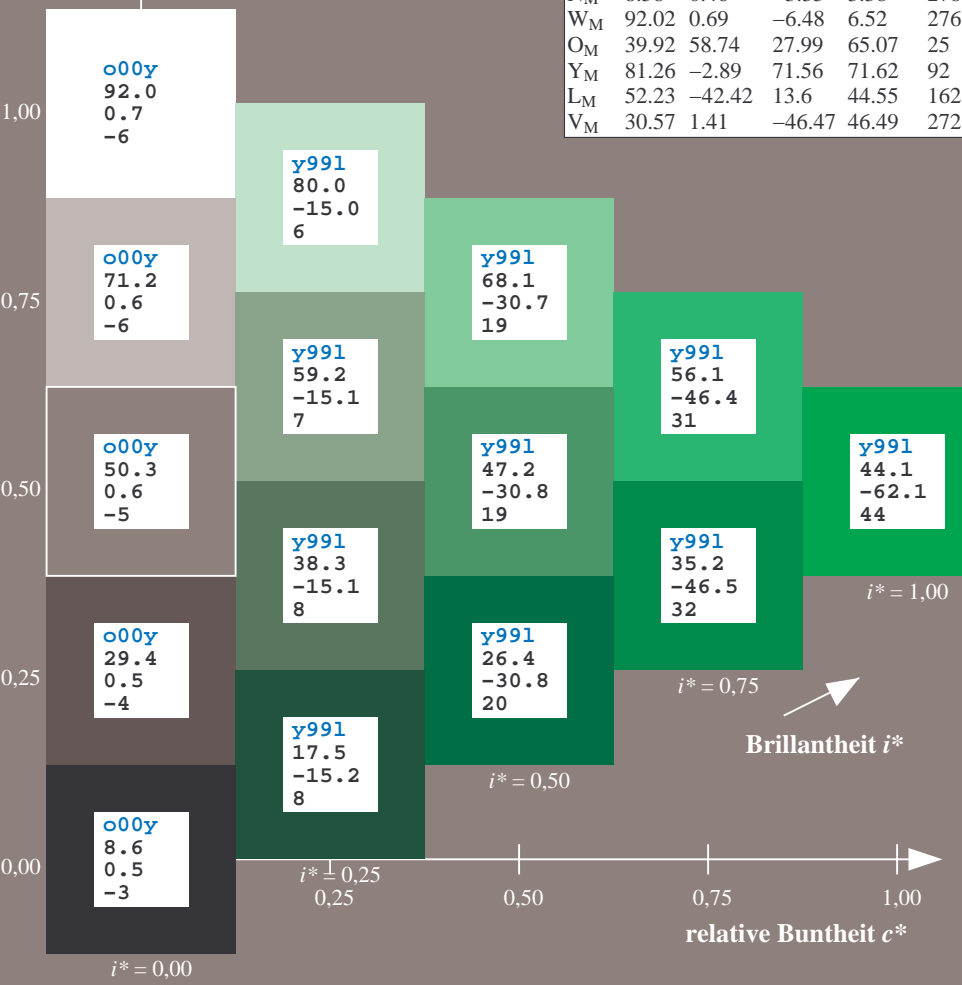 W_M 92.02 0.69 –6.48 6.52 276
O_M 39.92 58.74 27.99 65.07 25
Y_M 81.26 –2.89 71.56 71.62 92
L_M 52.23 –42.42 13.6 44.55 162
V_M 30.57 1.41 –46.47 46.49 272
1,00
0,75
0,50
0,25
0,00
o00y
92.0
0.7
–6
o00y
71.2
0.6
–6
o00y
50.3
0.6
–5
o00y
29.4
0.5
–4
o00y
8.6
0.5
–3
i* = 0,00
y99l
80.0
–15.0
6
y99l
59.2
–15.1
7
y99l
38.3
–15.1
8
y99l
17.5
–15.2
8
i* = 0,25
y99l
68.1
–30.7
19
y99l
47.2
–30.8
19
y99l
26.4
–30.8
20
i* = 0,50
y99l
56.1
–46.4
31
y99l
35.2
–46.5
32
i* = 0,75
y99l
44.1
–62.1
44
i* = 1,00
Brillantheit i*
0,25 0,50 0,75 1,00
relative Buntheit c*